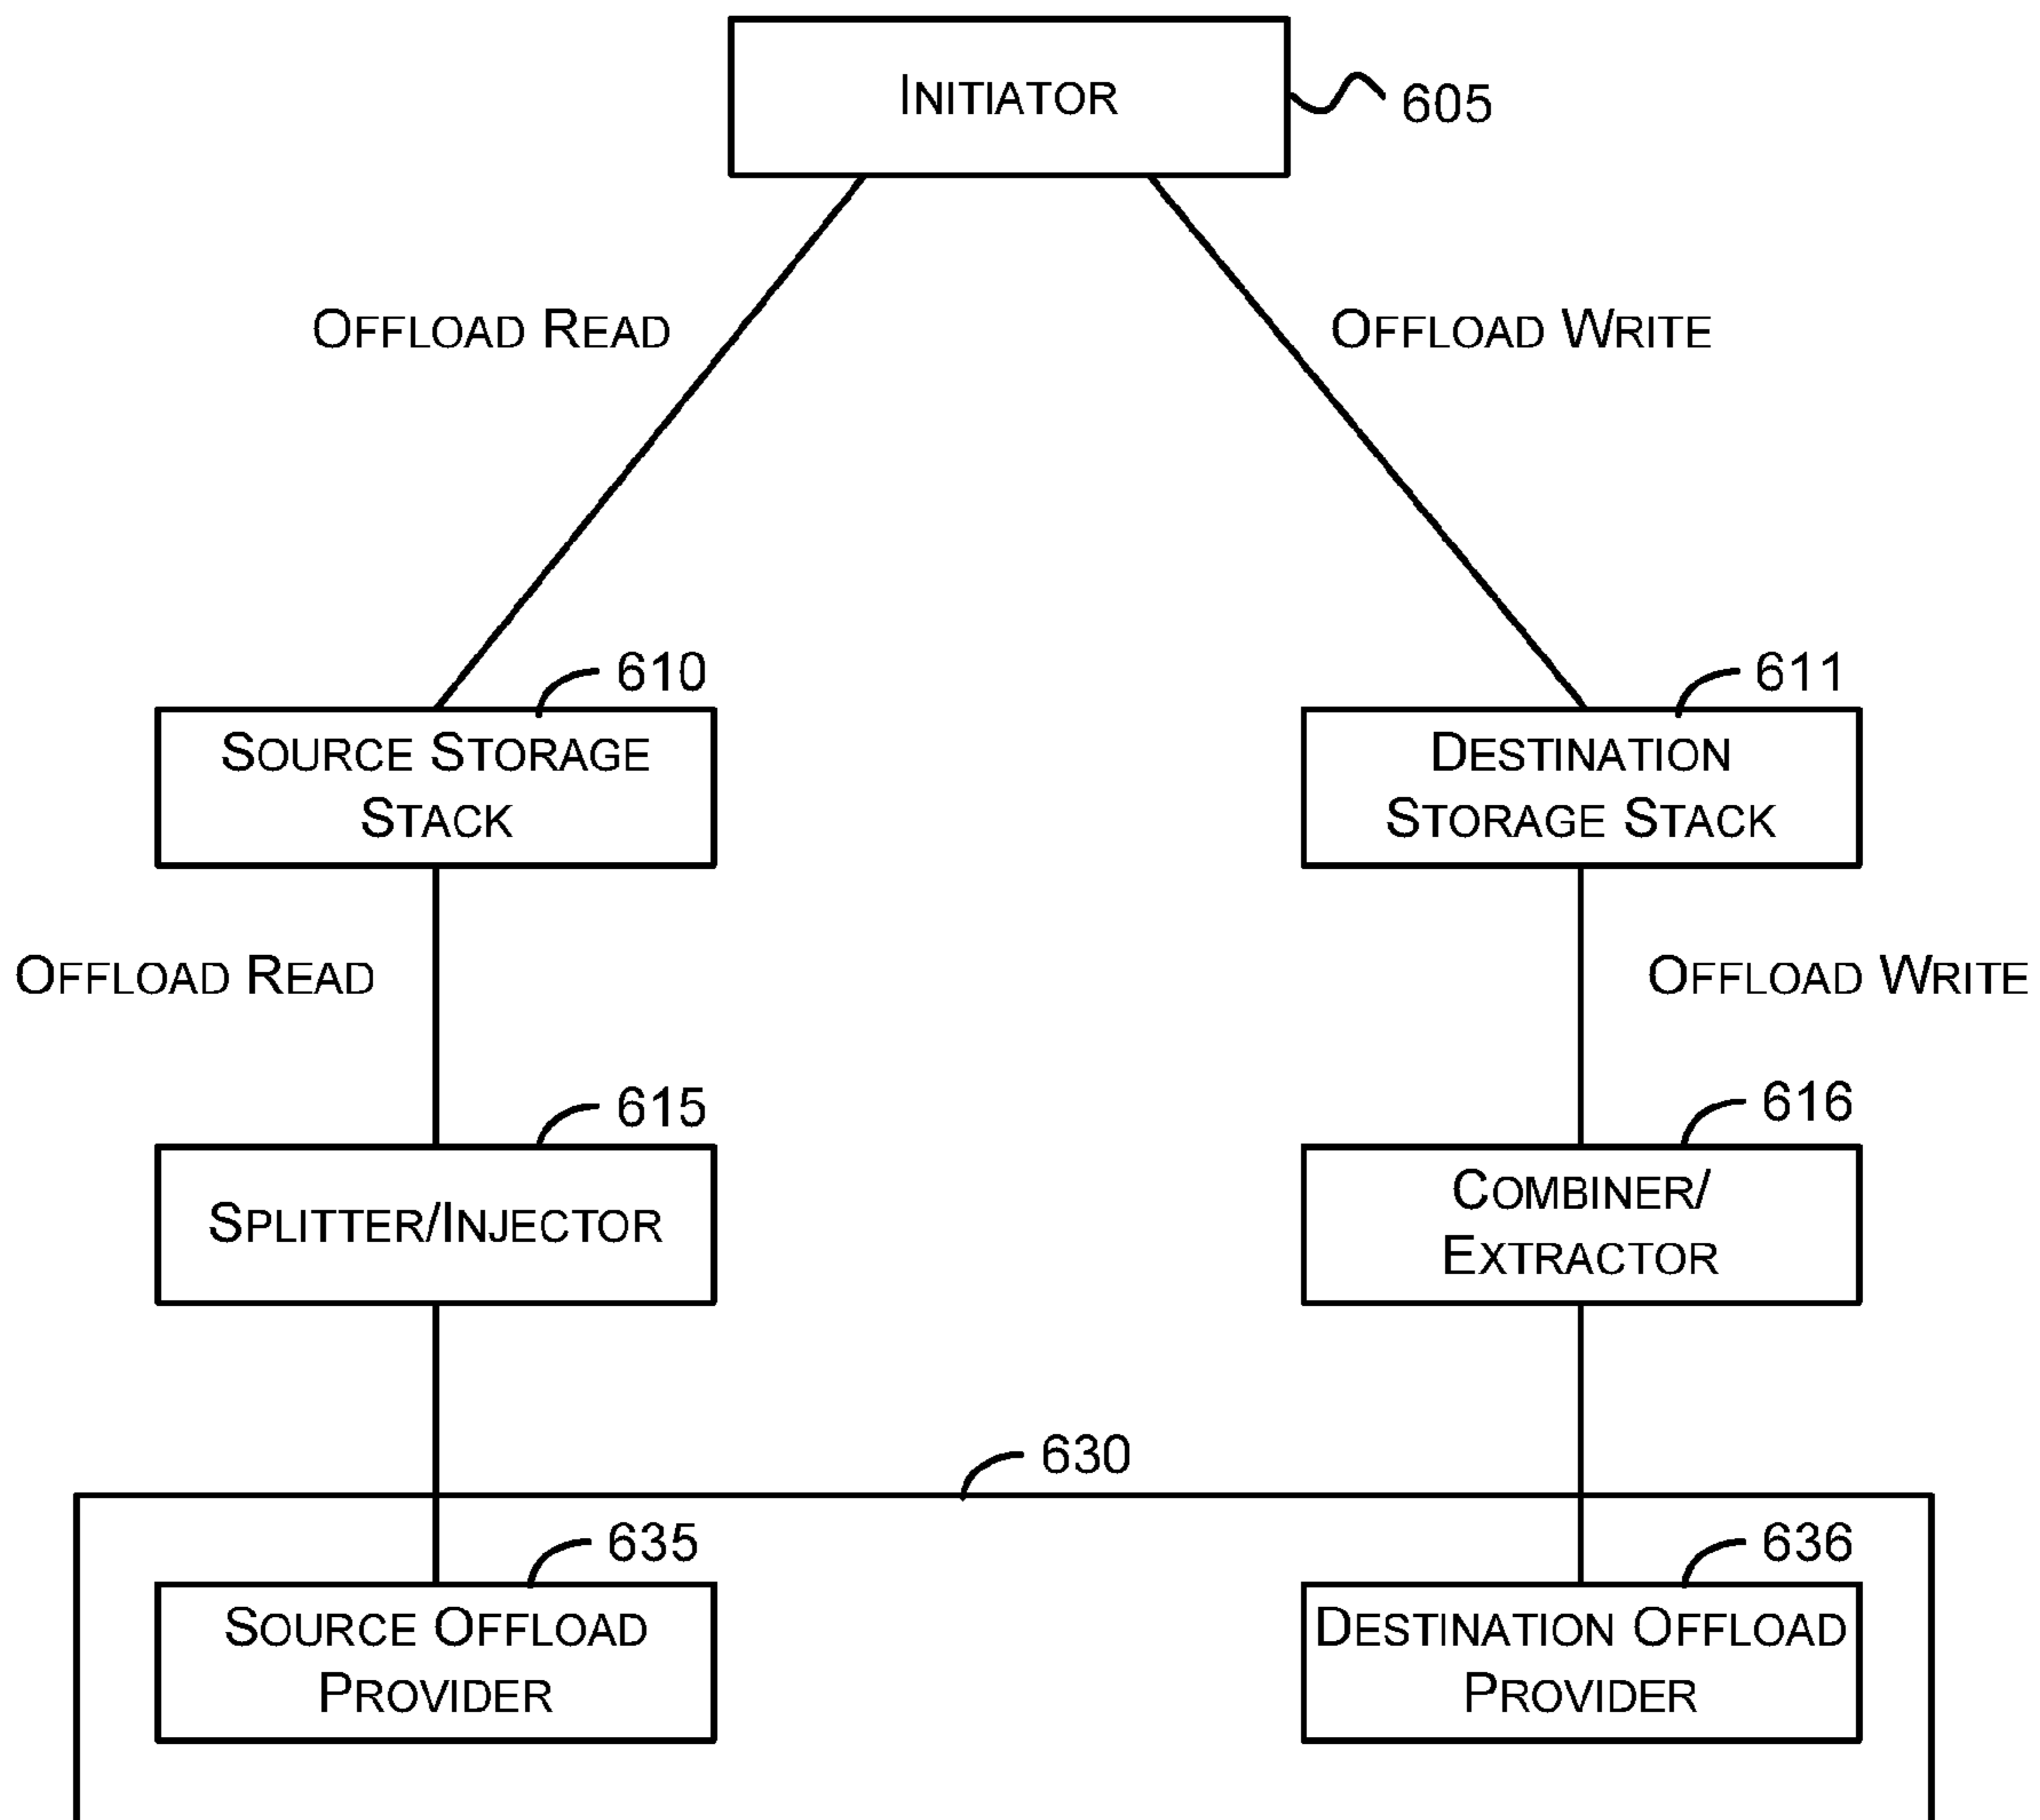 INITIATOR
605
OFFLOAD READ
OFFLOAD WRITE
610
611
SOURCE STORAGE
STACK
DESTINATION
STORAGE STACK
OFFLOAD READ
OFFLOAD WRITE
615
616
SPLITTER/INJECTOR
COMBINER/
EXTRACTOR
630
635
636
SOURCE OFFLOAD
PROVIDER
DESTINATION OFFLOAD
PROVIDER